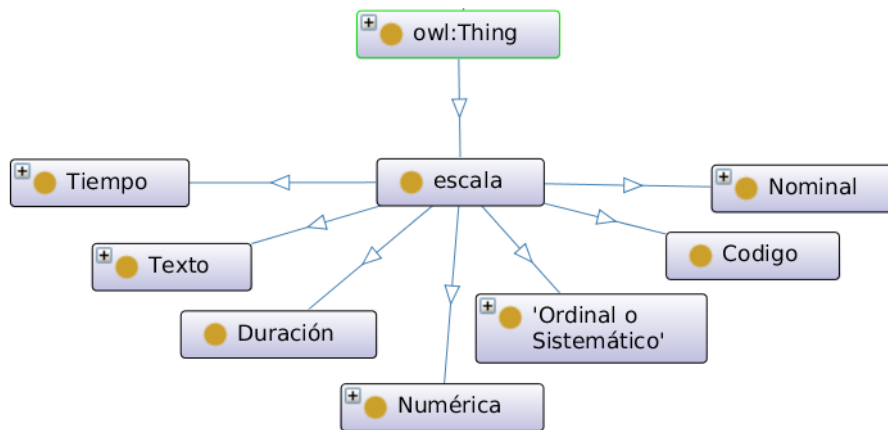 owl:Thing
Tiempo
escala
Nominal
Texto
Codigo
Duración
'Ordinal o
Sistemático'
Numérica